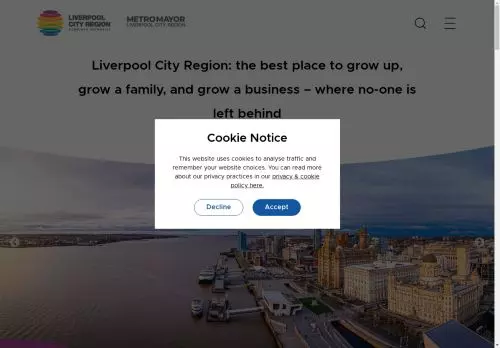 LIVERPOOL
CITY REGION
COMBINED AUTHORITY
METROMAYOR
LIVERPOOL CITY REGION
Liverpool City Region: the best place to grow up,
grow a family, and grow a business – where no-one is
left behind
Cookie Notice
This website uses cookies to analyse traffic and
remember your website choices. You can read more
about our privacy practices in our privacy & cookie
policy here.
Decline
Accept